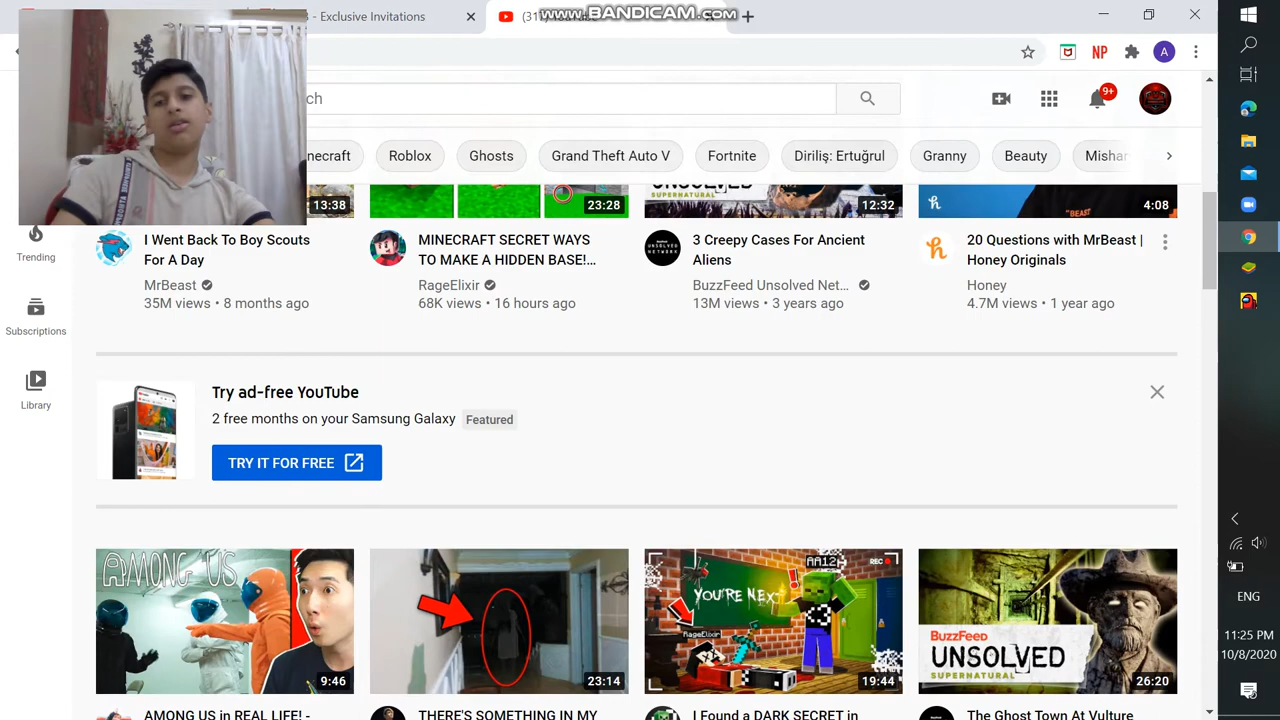 - Exclusive Invitations
(31
www.BANDICAM.com
NP
A
ch
9+
necraft
Roblox
Ghosts
Grand Theft Auto V
Fortnite
Diriliş: Ertuğrul
Granny
Beauty
Mishar
13:38
23:28
SUPERNATURAL
12:32
"BEAST
4:08
I Went Back To Boy Scouts
For A Day
MrBeast
35M views • 8 months ago
MINECRAFT SECRET WAYS
TO MAKE A HIDDEN BASE!...
RageElixir
68K views • 16 hours ago
UNSOLVED
NETWORK
3 Creepy Cases For Ancient
Aliens
BuzzFeed Unsolved Net...
13M views • 3 years ago
20 Questions with MrBeast |
Honey Originals
Honey
4.7M views • 1 year ago
Trending
Subscriptions
Library
Try ad-free YouTube
2 free months on your Samsung Galaxy
Featured
TRY IT FOR FREE
AMONG US
9:46
23:14
AA12
REC
YOU'RE NEXT
RageElixir
19:44
BuzzFeed
UNSOLVED
SUPERNATURAL
26:20
AMONG US in REAL LIFE! -
THERE'S SOMETHING IN MY
I Found a DARK SECRET in
The Ghost Town At Vulture
ENG
11:25 PM
10/8/2020